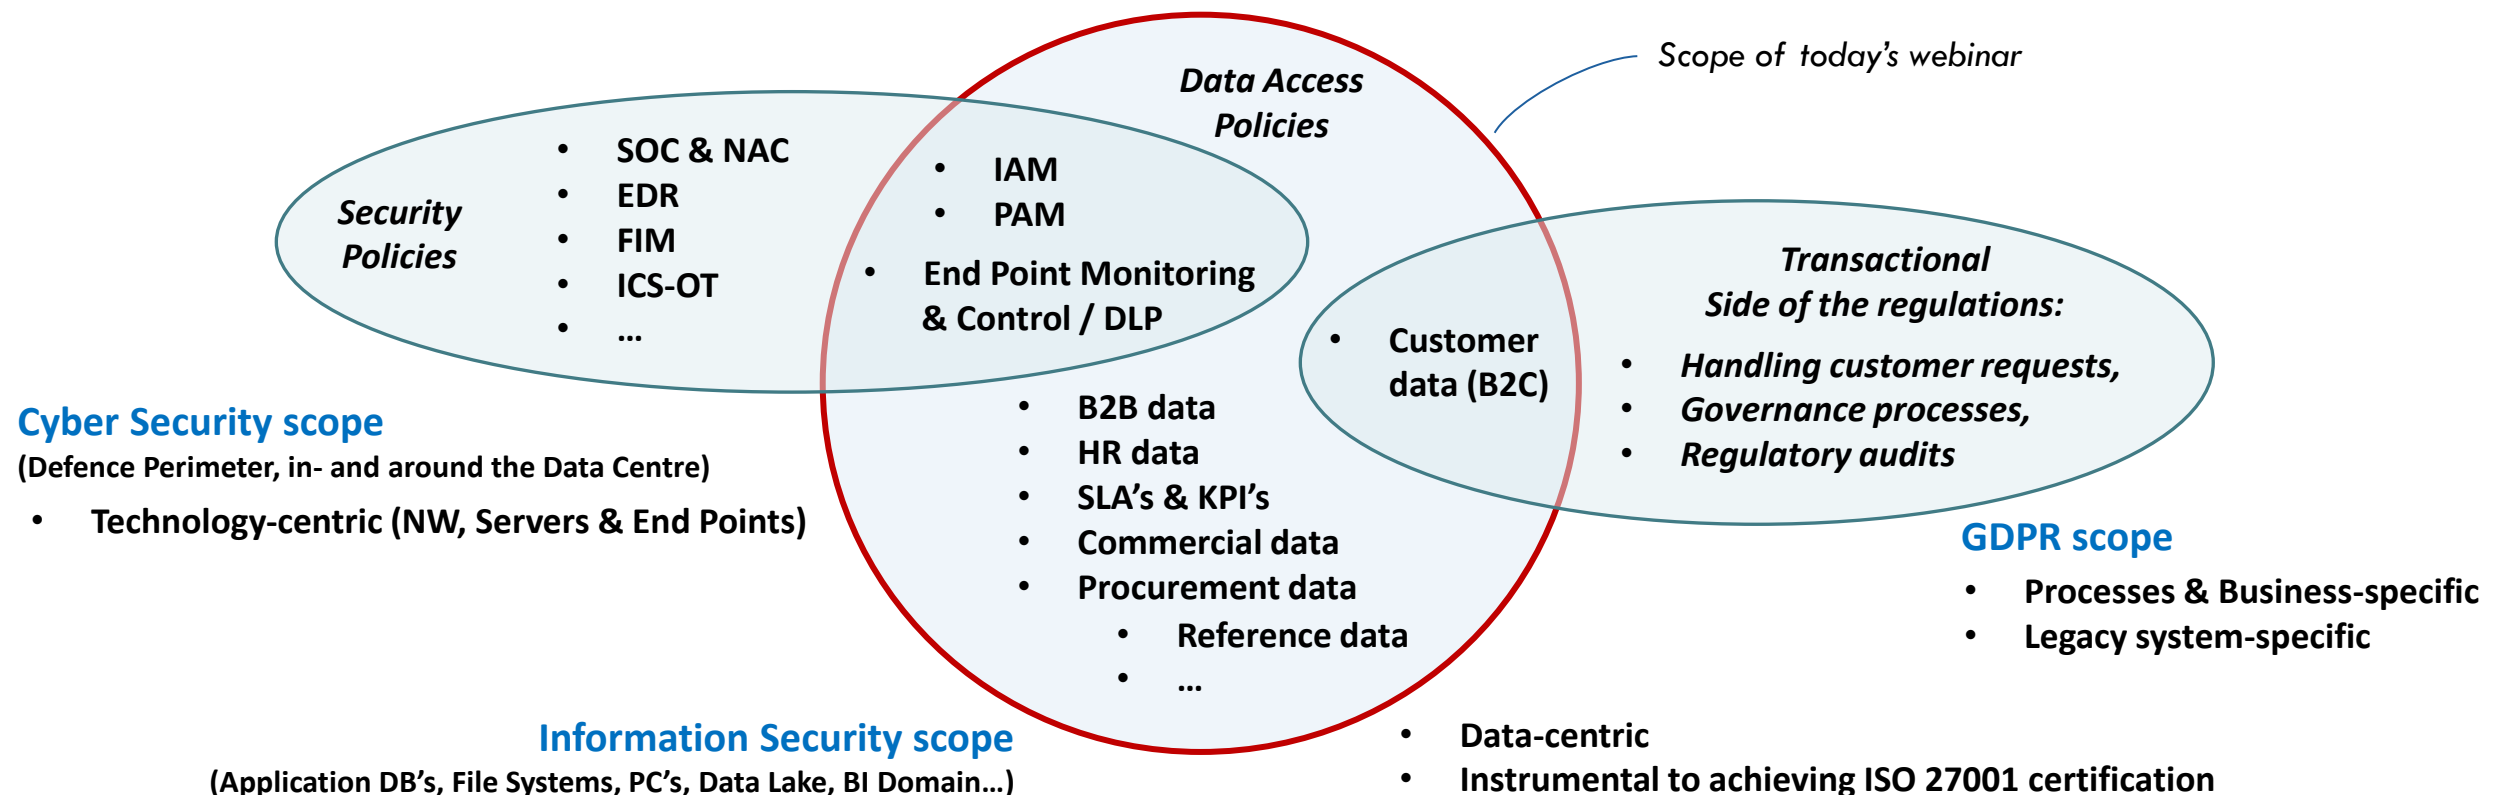 Scope of today’s webinar
Data Access
Policies
Security
Policies
• SOC & NAC
• EDR
• FIM
• ICS-OT
• …
• IAM
• PAM
• End Point Monitoring
& Control / DLP
Transactional
Side of the regulations:
• Handling customer requests,
• Governance processes,
• Regulatory audits
• Customer
data (B2C)
• B2B data
• HR data
• SLA’s & KPI’s
• Commercial data
• Procurement data
• Reference data
• …
Cyber Security scope
(Defence Perimeter, in- and around the Data Centre)
• Technology-centric (NW, Servers & End Points)
GDPR scope
• Processes & Business-specific
• Legacy system-specific
Information Security scope
(Application DB’s, File Systems, PC’s, Data Lake, BI Domain…)
• Data-centric
• Instrumental to achieving ISO 27001 certification